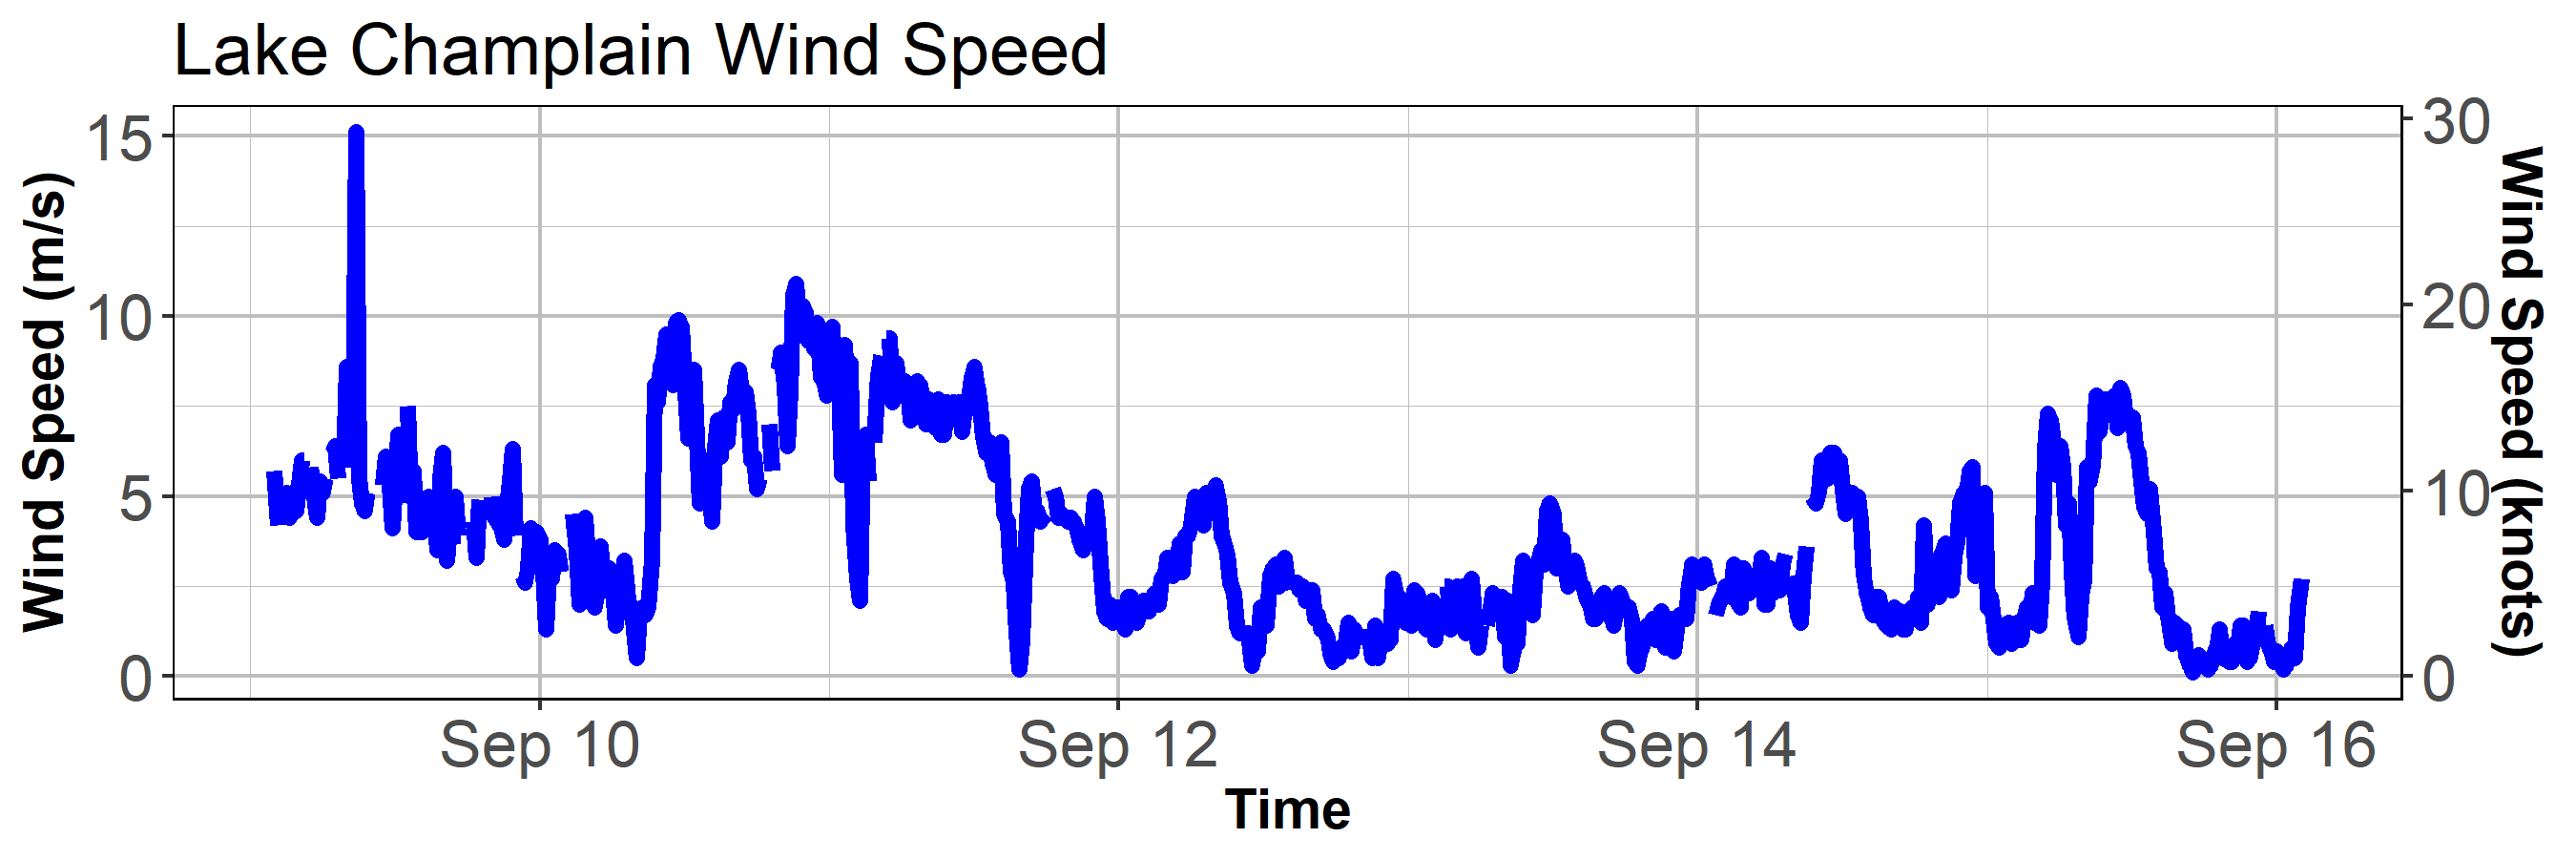 Lake Champlain Wind Speed
Wind Speed (m/s)
15
10
5
0
30
20
10
0
Wind Speed (knots)
Sep 10
Sep 12
Sep 14
Sep 16
Time